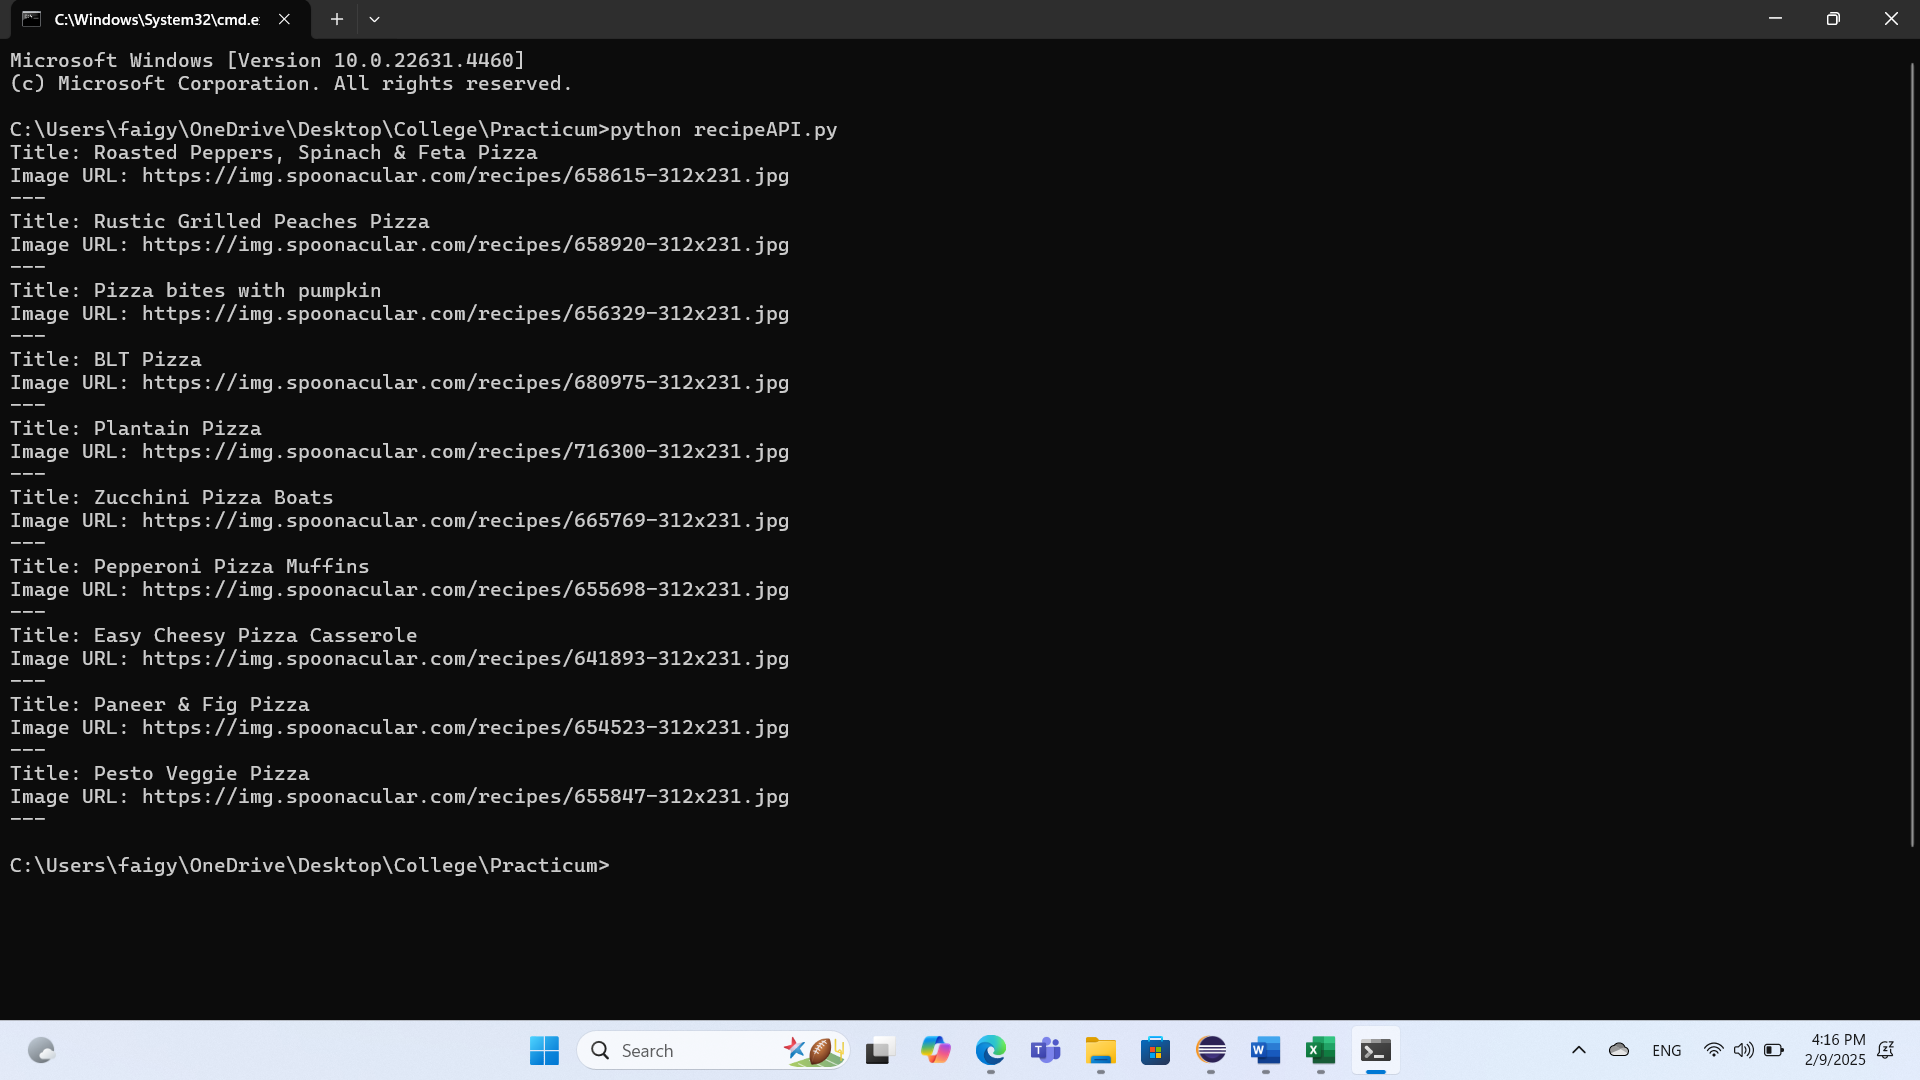 C:\Windows\System32\cmd.e
Microsoft Windows [Version 10.0.22631.4460]
(c) Microsoft Corporation. All rights reserved.
C:\Users\faigy\OneDrive\Desktop\College\Practicum>python recipeAPI.py
Title: Roasted Peppers, Spinach & Feta Pizza
Image URL: https://img.spoonacular.com/recipes/658615-312x231.jpg
---
Title: Rustic Grilled Peaches Pizza
Image URL: https://img.spoonacular.com/recipes/658920-312x231.jpg
---
Title: Pizza bites with pumpkin
Image URL: https://img.spoonacular.com/recipes/656329-312x231.jpg
---
Title: BLT Pizza
Image URL: https://img.spoonacular.com/recipes/680975-312x231.jpg
---
Title: Plantain Pizza
Image URL: https://img.spoonacular.com/recipes/716300-312x231.jpg
---
Title: Zucchini Pizza Boats
Image URL: https://img.spoonacular.com/recipes/665769-312x231.jpg
---
Title: Pepperoni Pizza Muffins
Image URL: https://img.spoonacular.com/recipes/655698-312x231.jpg
---
Title: Easy Cheesy Pizza Casserole
Image URL: https://img.spoonacular.com/recipes/641893-312x231.jpg
---
Title: Paneer & Fig Pizza
Image URL: https://img.spoonacular.com/recipes/654523-312x231.jpg
---
Title: Pesto Veggie Pizza
Image URL: https://img.spoonacular.com/recipes/655847-312x231.jpg
---
C:\Users\faigy\OneDrive\Desktop\College\Practicum>
Search
ENG
4:16 PM
2/9/2025